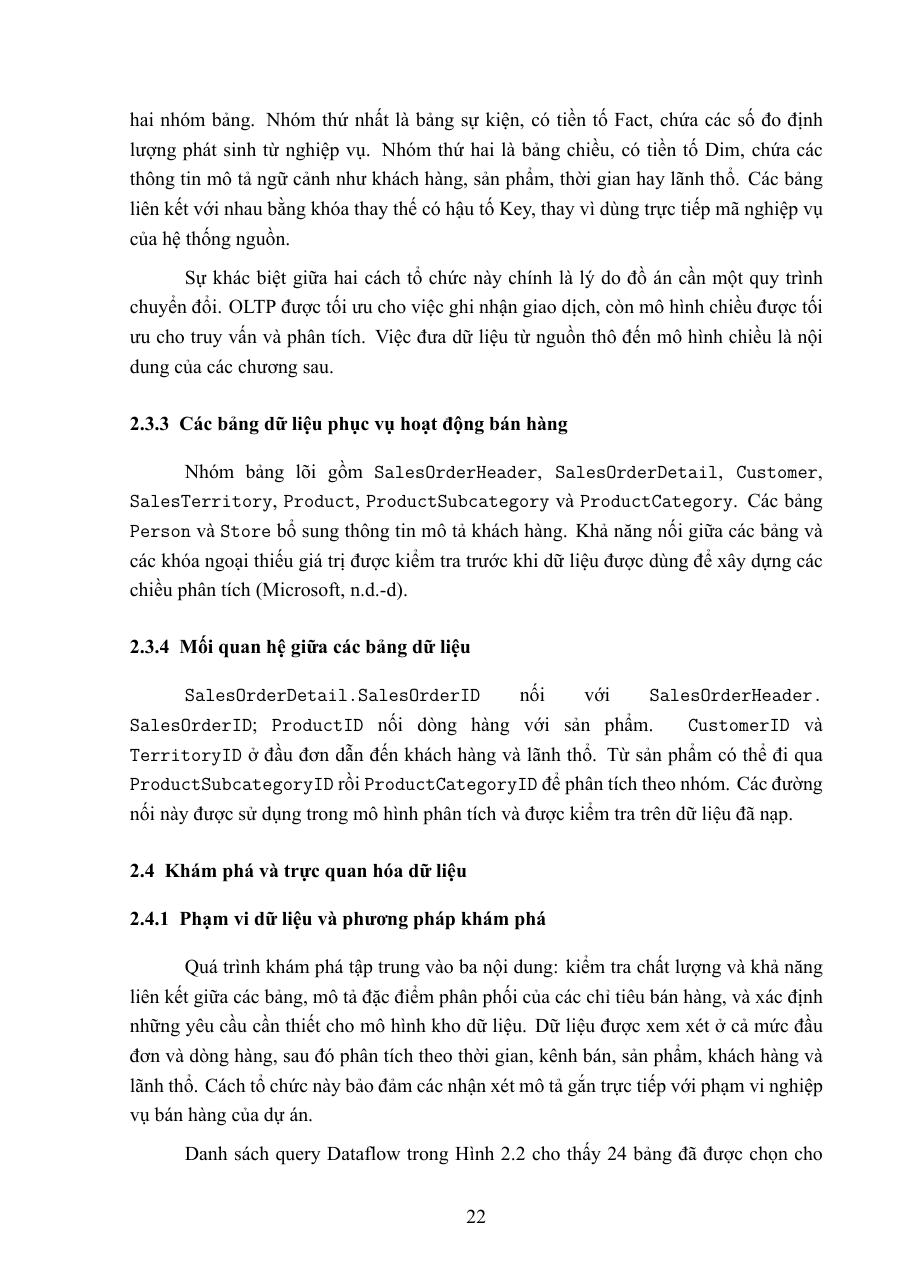 hai nhóm bảng. Nhóm thứ nhất là bảng sự kiện, có tiền tố Fact, chứa các số đo định
lượng phát sinh từ nghiệp vụ. Nhóm thứ hai là bảng chiều, có tiền tố Dim, chứa các
thông tin mô tả ngữ cảnh như khách hàng, sản phẩm, thời gian hay lãnh thổ. Các bảng
liên kết với nhau bằng khóa thay thế có hậu tố Key, thay vì dùng trực tiếp mã nghiệp vụ
của hệ thống nguồn.
Sự khác biệt giữa hai cách tổ chức này chính là lý do đồ án cần một quy trình
chuyển đổi. OLTP được tối ưu cho việc ghi nhận giao dịch, còn mô hình chiều được tối
ưu cho truy vấn và phân tích. Việc đưa dữ liệu từ nguồn thô đến mô hình chiều là nội
dung của các chương sau.
2.3.3 Các bảng dữ liệu phục vụ hoạt động bán hàng
Nhóm bảng lõi gồm SalesOrderHeader, SalesOrderDetail, Customer,
SalesTerritory, Product, ProductSubcategory và ProductCategory. Các bảng
Person và Store bổ sung thông tin mô tả khách hàng. Khả năng nối giữa các bảng và
các khóa ngoại thiếu giá trị được kiểm tra trước khi dữ liệu được dùng để xây dựng các
chiều phân tích (Microsoft, n.d.-d).
2.3.4 Mối quan hệ giữa các bảng dữ liệu
SalesOrderDetail.SalesOrderID nối với SalesOrderHeader.
SalesOrderID; ProductID nối dòng hàng với sản phẩm. CustomerID và
TerritoryID ở đầu đơn dẫn đến khách hàng và lãnh thổ. Từ sản phẩm có thể đi qua
ProductSubcategoryID rồi ProductCategoryID để phân tích theo nhóm. Các đường
nối này được sử dụng trong mô hình phân tích và được kiểm tra trên dữ liệu đã nạp.
2.4 Khám phá và trực quan hóa dữ liệu
2.4.1 Phạm vi dữ liệu và phương pháp khám phá
Quá trình khám phá tập trung vào ba nội dung: kiểm tra chất lượng và khả năng
liên kết giữa các bảng, mô tả đặc điểm phân phối của các chỉ tiêu bán hàng, và xác định
những yêu cầu cần thiết cho mô hình kho dữ liệu. Dữ liệu được xem xét ở cả mức đầu
đơn và dòng hàng, sau đó phân tích theo thời gian, kênh bán, sản phẩm, khách hàng và
lãnh thổ. Cách tổ chức này bảo đảm các nhận xét mô tả gắn trực tiếp với phạm vi nghiệp
vụ bán hàng của dự án.
Danh sách query Dataflow trong Hình 2.2 cho thấy 24 bảng đã được chọn cho
22